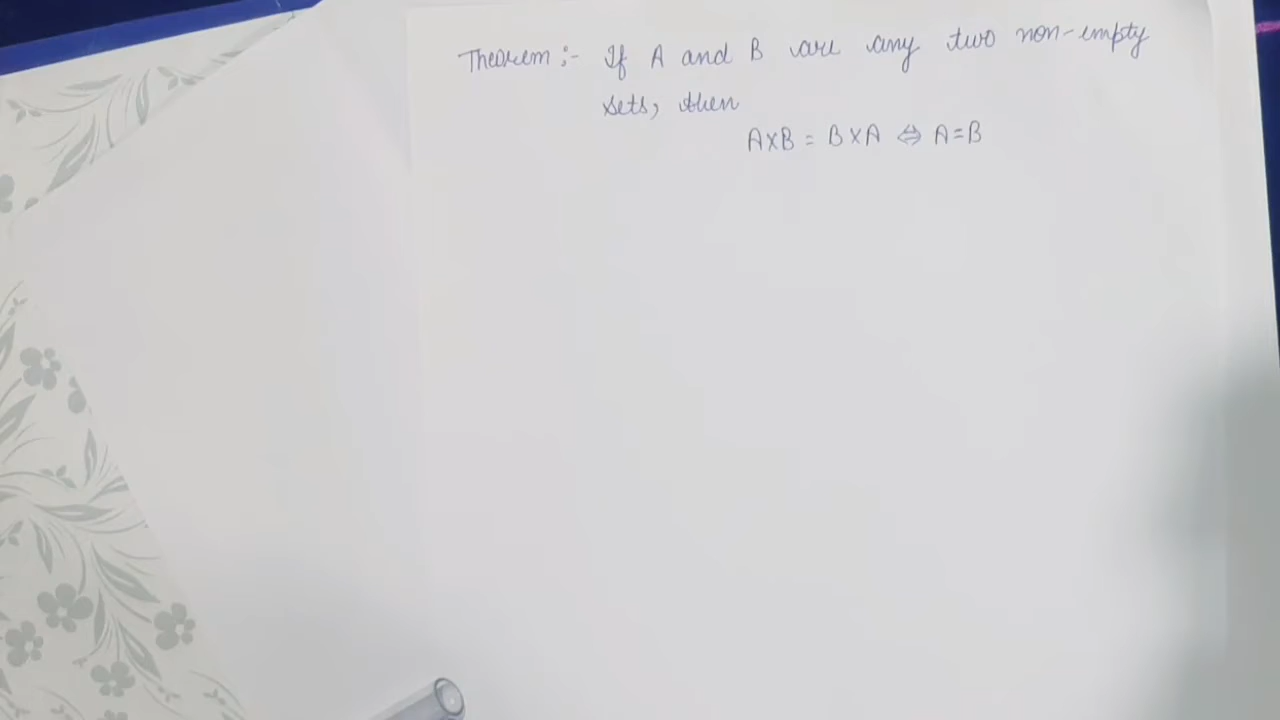 Theorem :- If A and B are any two non-empty
sets, then
A×B = B×A ⇔ A=B